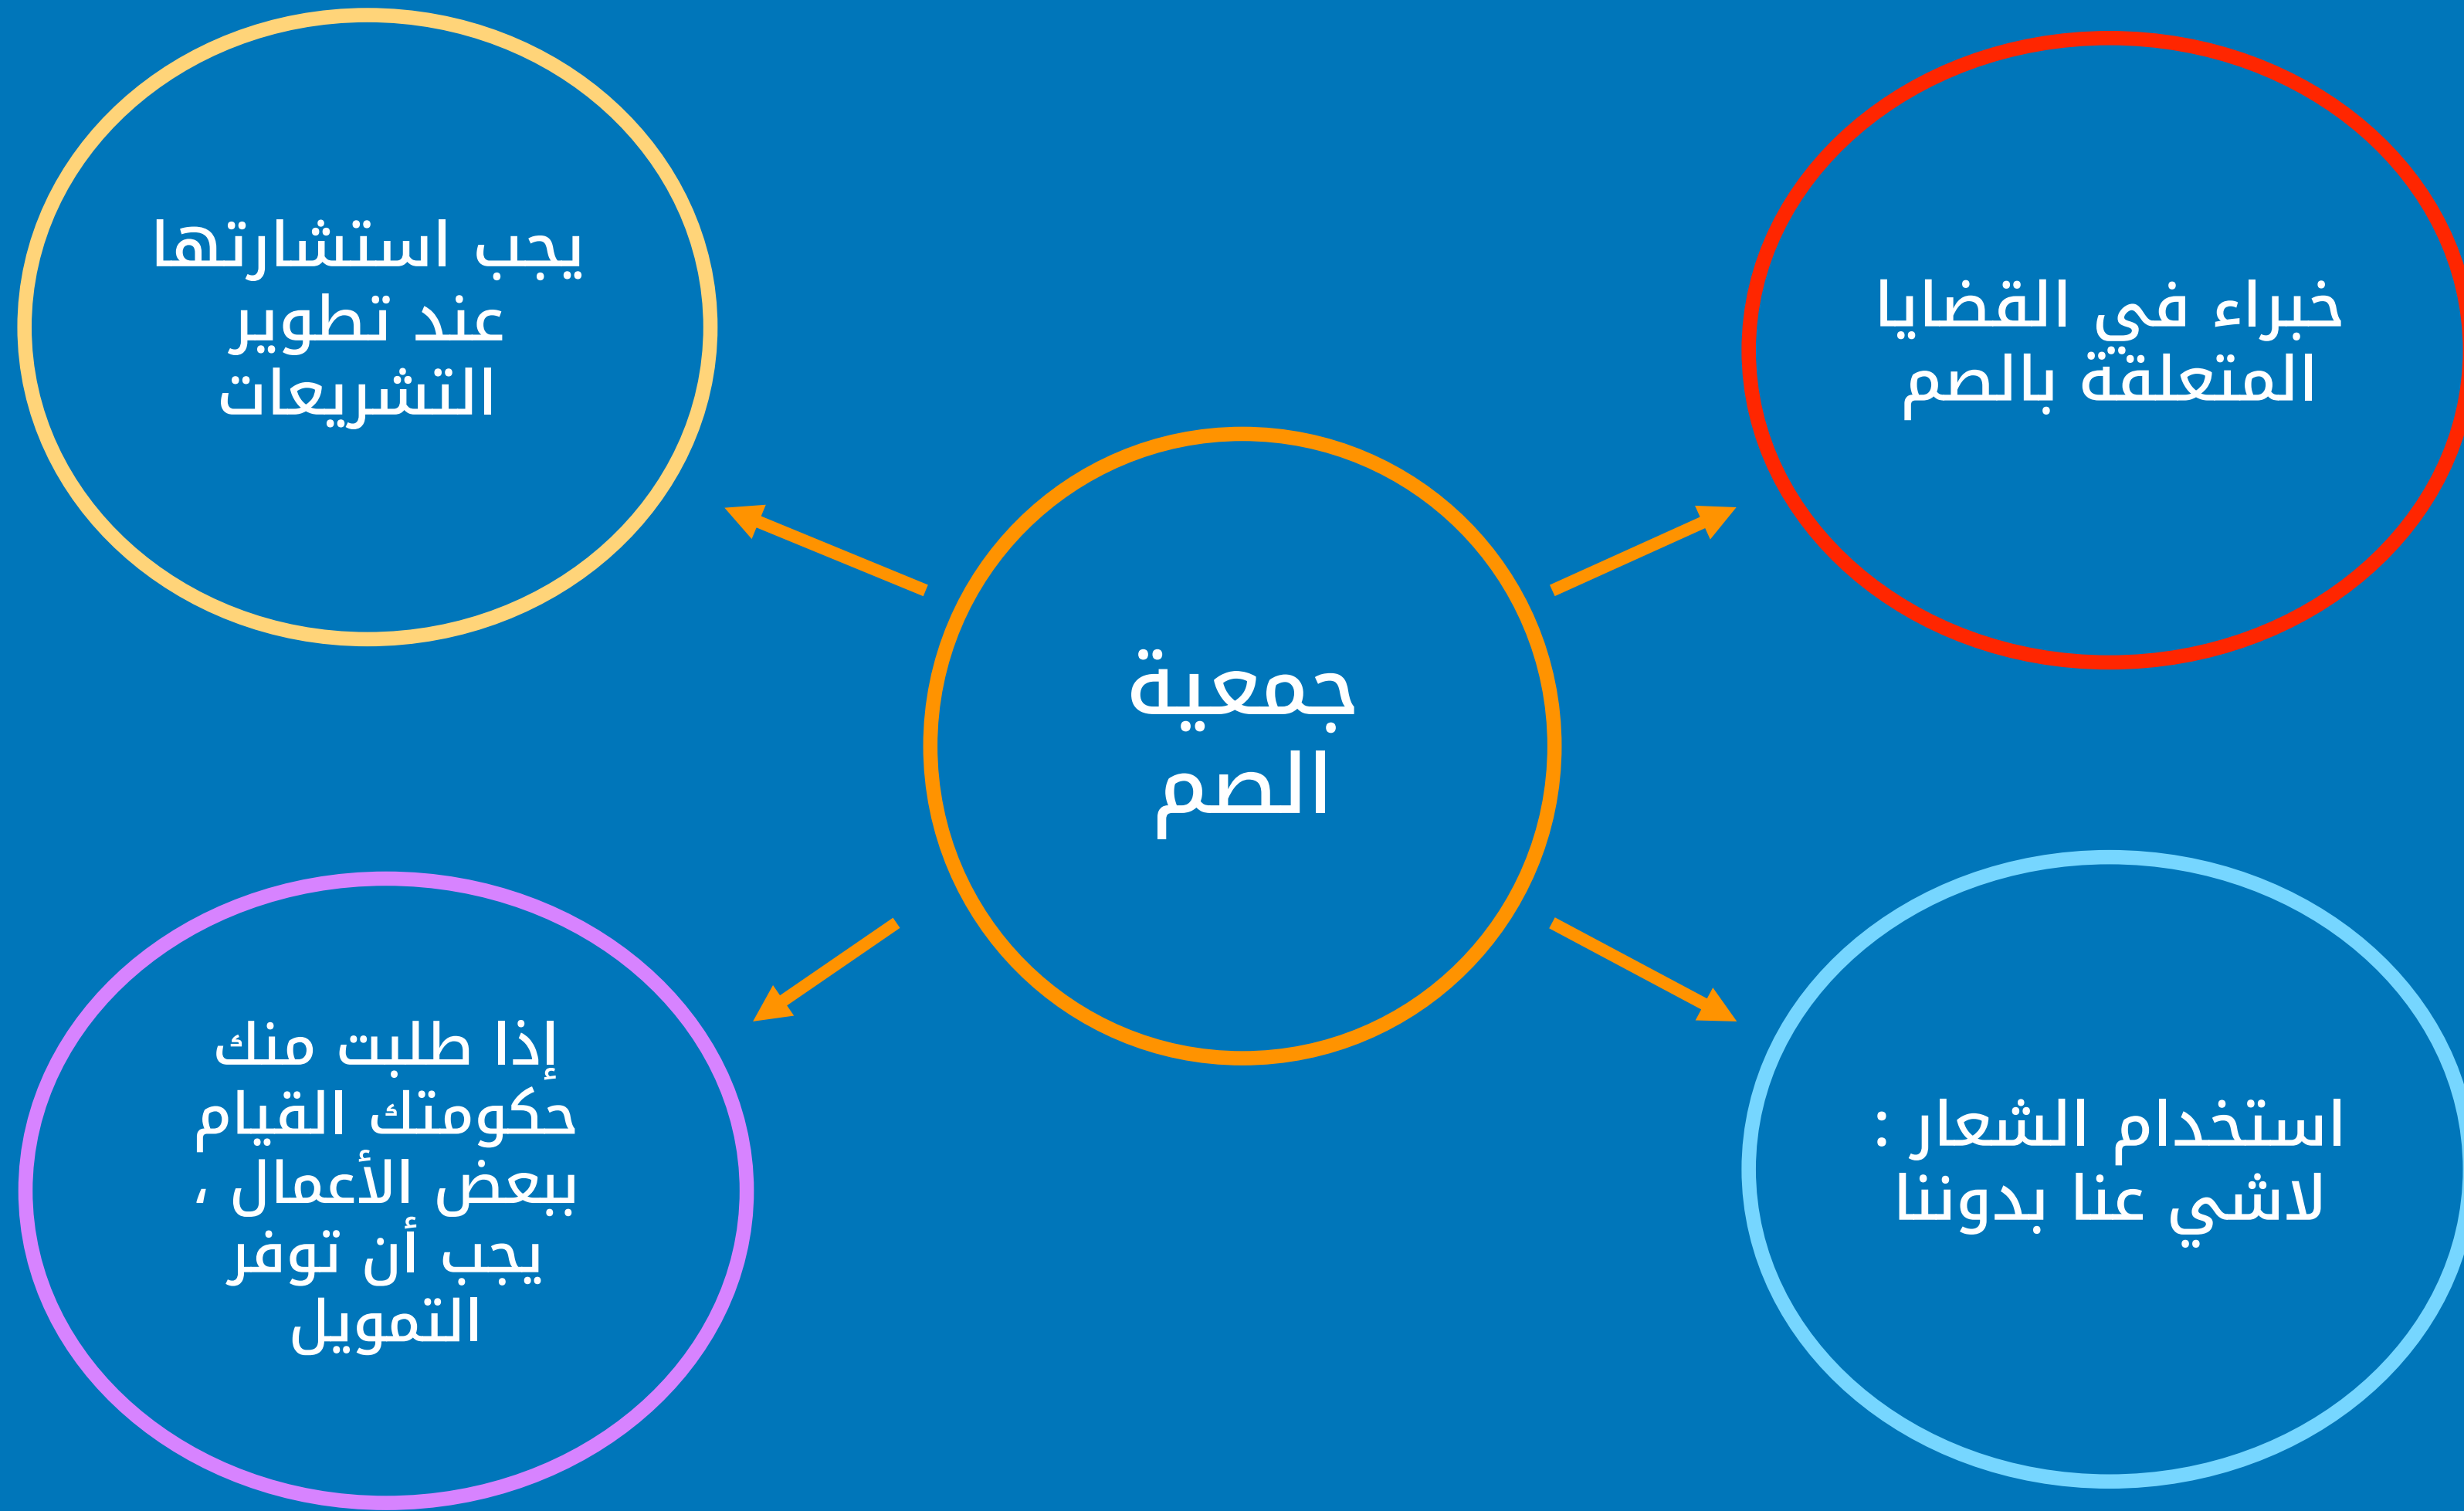 خبراء في القضايا
المتعلقة بالصم
يجب استشارتها
عند تطوير
التشريعات
جمعية
الصم
استخدام الشعار :
لاشي عنا بدوننا
إذا طلبت منك
حكومتك القيام
ببعض الأعمال ،
يجب أن توفر
التمويل